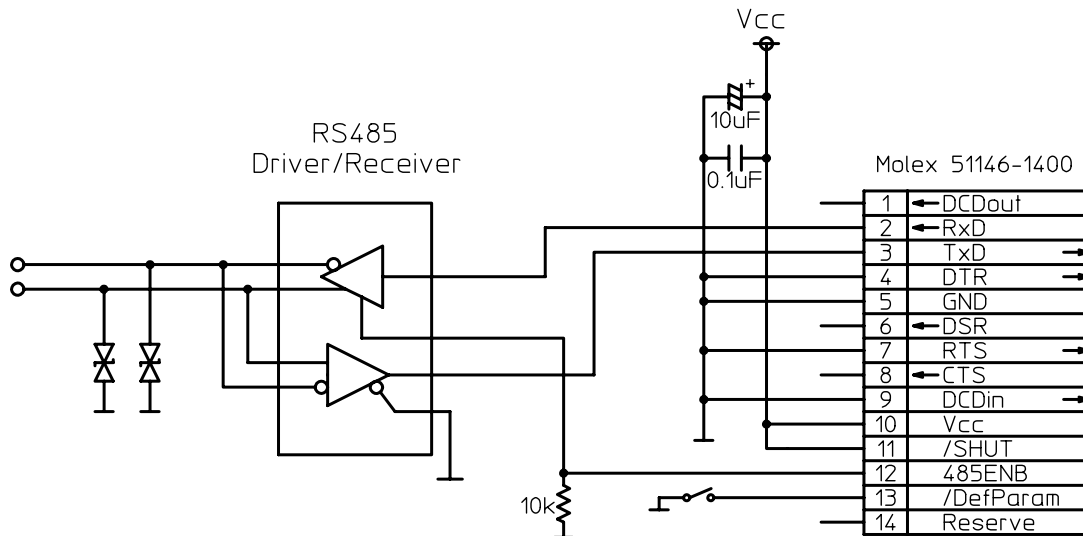 Vcc
10uF
+
0.1uF
RS485
Driver/Receiver
Molex 51146-1400
1 DCDout
2 RxD
3 TxD
4 DTR
5 GND
6 DSR
7 RTS
8 CTS
9 DCDin
10 Vcc
11 /SHUT
12 485ENB
13 /DefParam
14 Reserve
10k